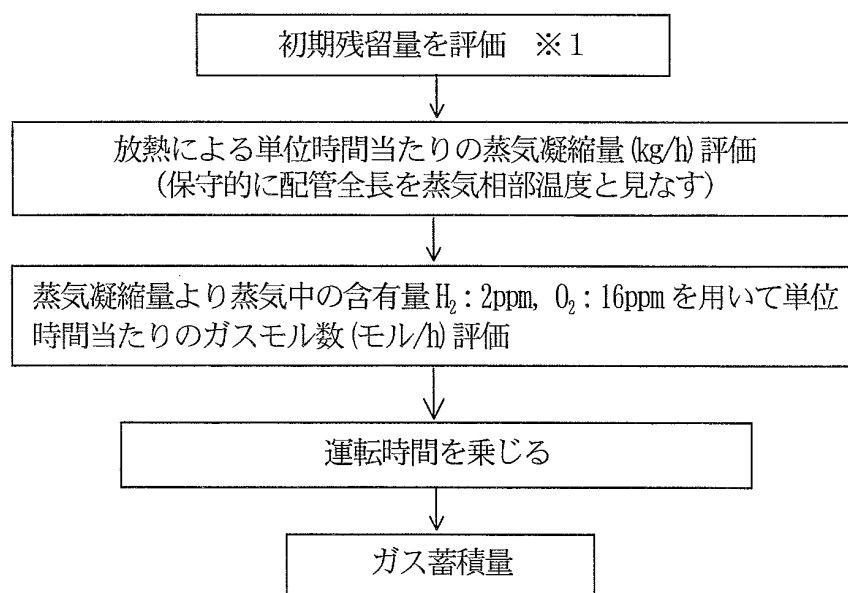 初期残留量を評価 ※1
放熱による単位時間当たりの蒸気凝縮量(kg/h)評価
(保守的に配管全長を蒸気相部温度と見なす)
蒸気凝縮量より蒸気中の含有量H₂:2ppm, O₂:16ppmを用いて単位
時間当たりのガスモル数(モル/h)評価
運転時間を乗じる
ガス蓄積量